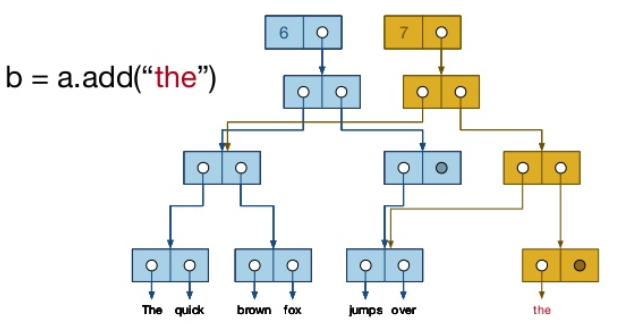 6 7
b = a.add(“the”)
The quick brown fox jumps over the